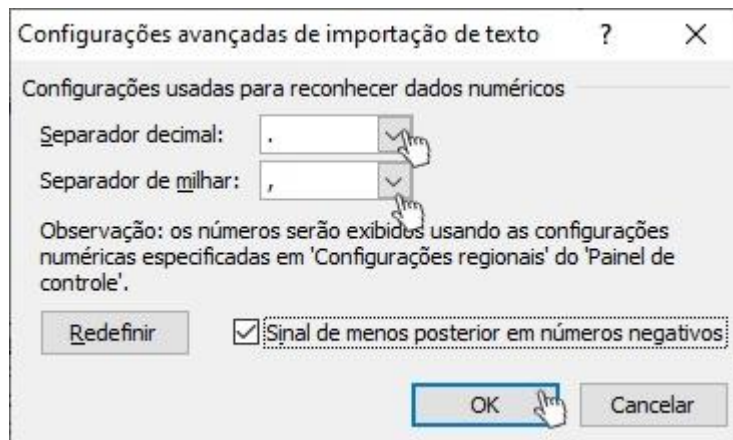 Configurações avançadas de importação de texto ? ×
Configurações usadas para reconhecer dados numéricos
Separador decimal: .
Separador de milhar: ,
Observação: os números serão exibidos usando as configurações
numéricas especificadas em 'Configurações regionais' do 'Painel de
controle'.
Redefinir Sinal de menos posterior em números negativos
OK Cancelar